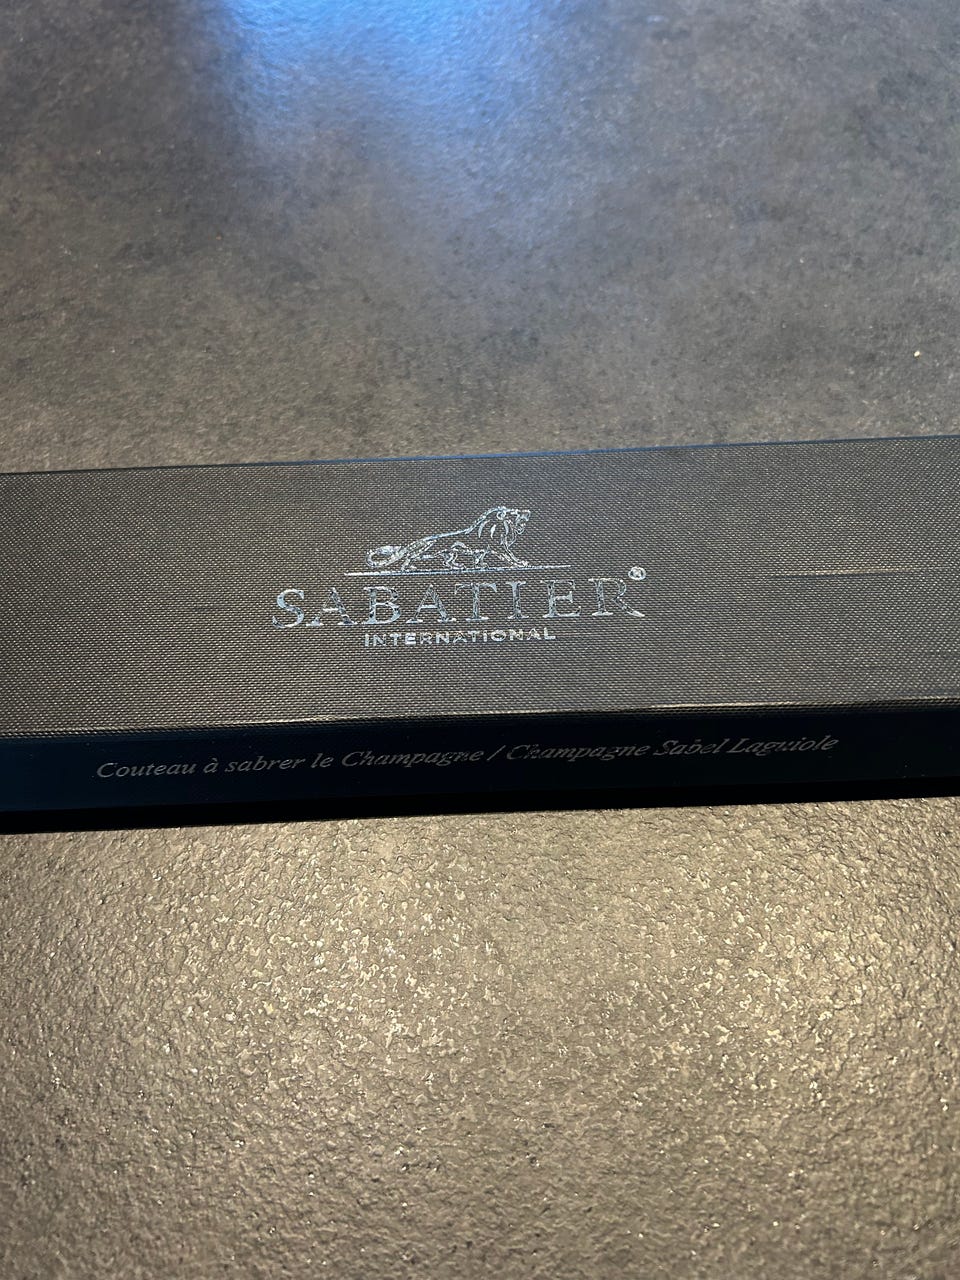 SABATIER®
INTERNATIONAL
Couteau à sabrer le Champagne / Champagne Sabel Laguiole